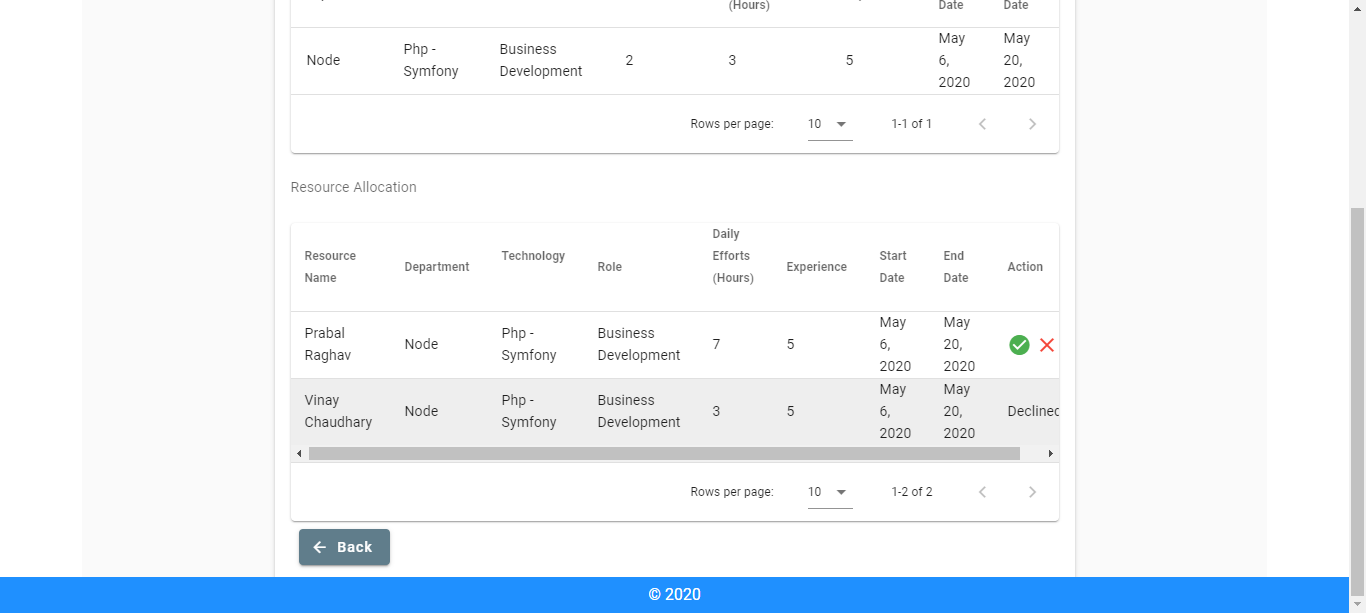 (Hours) Date Date
Node Php - Symfony Business Development 2 3 5 May 6, 2020 May 20, 2020
Rows per page: 10 1-1 of 1
Resource Allocation
Resource Name Department Technology Role Daily Efforts (Hours) Experience Start Date End Date Action
Prabal Raghav Node Php - Symfony Business Development 7 5 May 6, 2020 May 20, 2020
Vinay Chaudhary Node Php - Symfony Business Development 3 5 May 6, 2020 May 20, 2020 Declined
Rows per page: 10 1-2 of 2
Back
© 2020